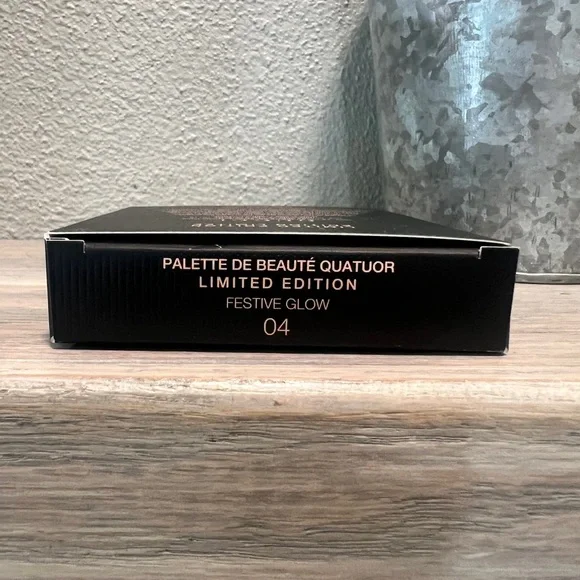 PALETTE DE BEAUTÉ QUATUOR
LIMITED EDITION
FESTIVE GLOW
04